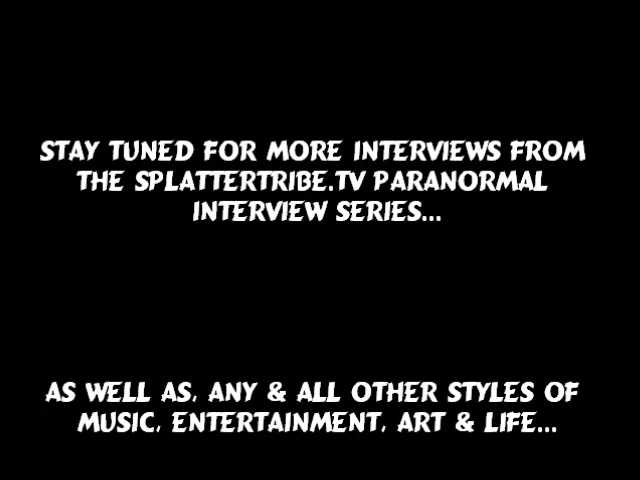 STAY TUNED FOR MORE INTERVIEWS FROM
THE SPLATTERTRIBE.TV PARANORMAL
INTERVIEW SERIES...
AS WELL AS, ANY & ALL OTHER STYLES OF
MUSIC, ENTERTAINMENT, ART & LIFE...